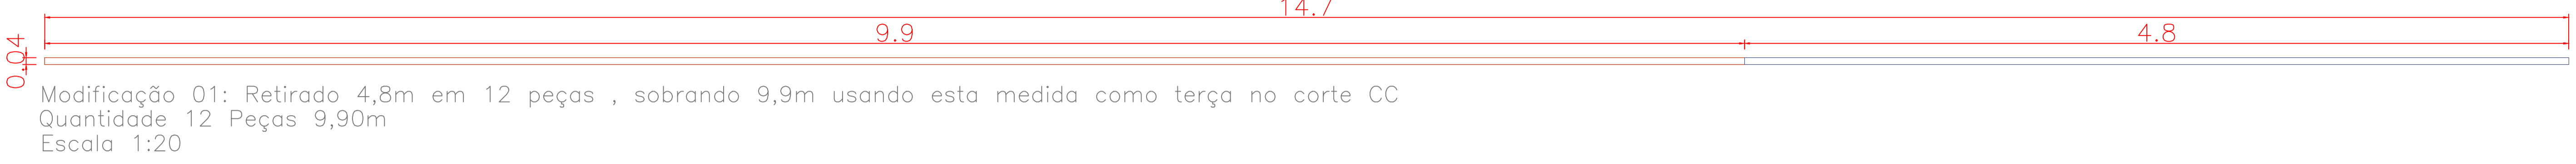 14.7
9.9
4.8
0.04
Modificação 01: Retirado 4,8m em 12 peças , sobrando 9,9m usando esta medida como terça no corte CC
Quantidade 12 Peças 9,90m
Escala 1:20